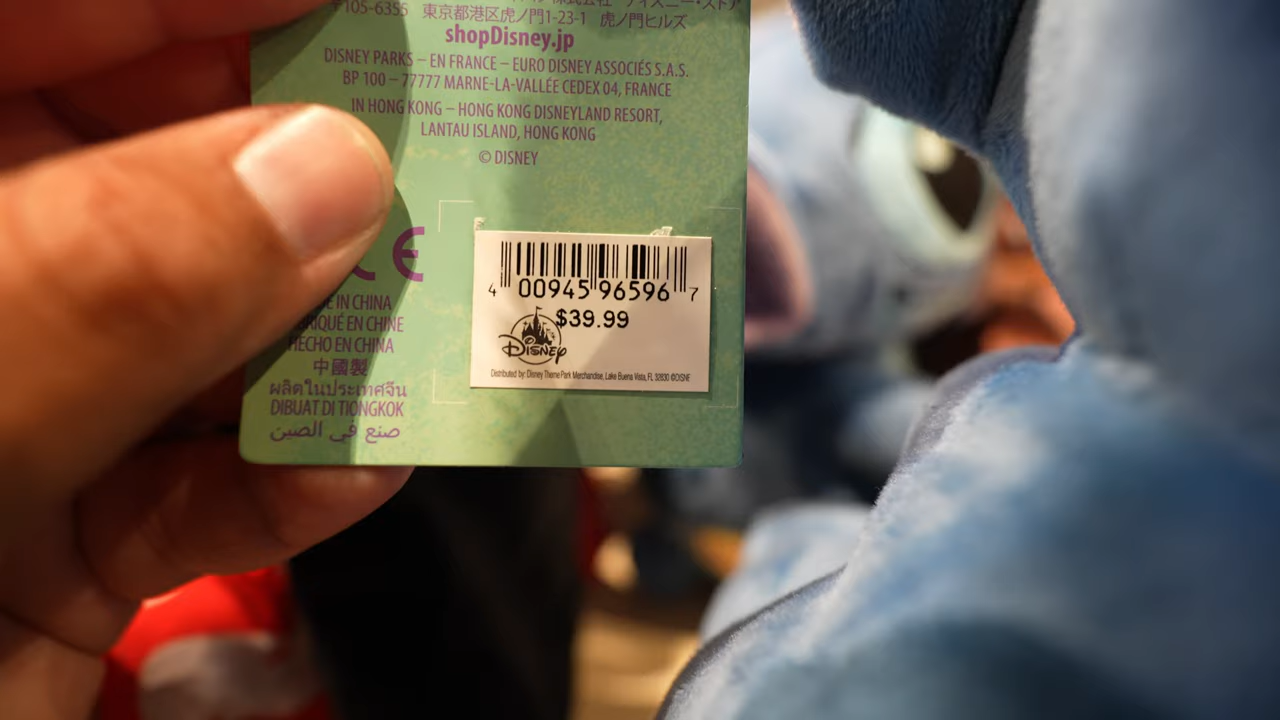 〒105-6355 東京都港区虎ノ門1-23-1 虎ノ門ヒルズ
shopDisney.jp
DISNEY PARKS – EN FRANCE – EURO DISNEY ASSOCIÉS S.A.S.
BP 100 – 77777 MARNE-LA-VALLÉE CEDEX 04, FRANCE
IN HONG KONG – HONG KONG DISNEYLAND RESORT,
LANTAU ISLAND, HONG KONG
© DISNEY
CE
IN CHINA
EN CHINE
HECHO EN CHINA
中國製
ผลิตในประเทศจีน
DIBUAT DI TIONGKOK
صنع في الصين
4 00945 96596 7
$39.99
DISNEY
Distributed by: Disney Theme Park Merchandise, Lake Buena Vista, FL 32830 ©DISNE